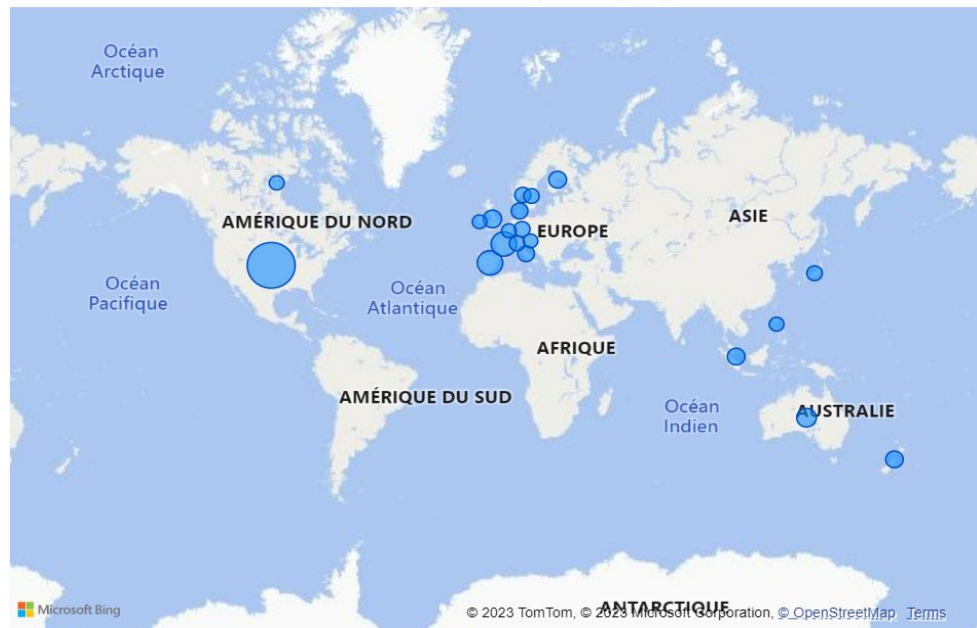 Océan
Arctique
AMÉRIQUE DU NORD
ASIE
EUROPE
Océan
Pacifique
Océan
Atlantique
AFRIQUE
AMÉRIQUE DU SUD
Océan
Indien
AUSTRALIE
ANTARCTIQUE
Microsoft Bing
© 2023 TomTom, © 2023 Microsoft Corporation, © OpenStreetMap Terms